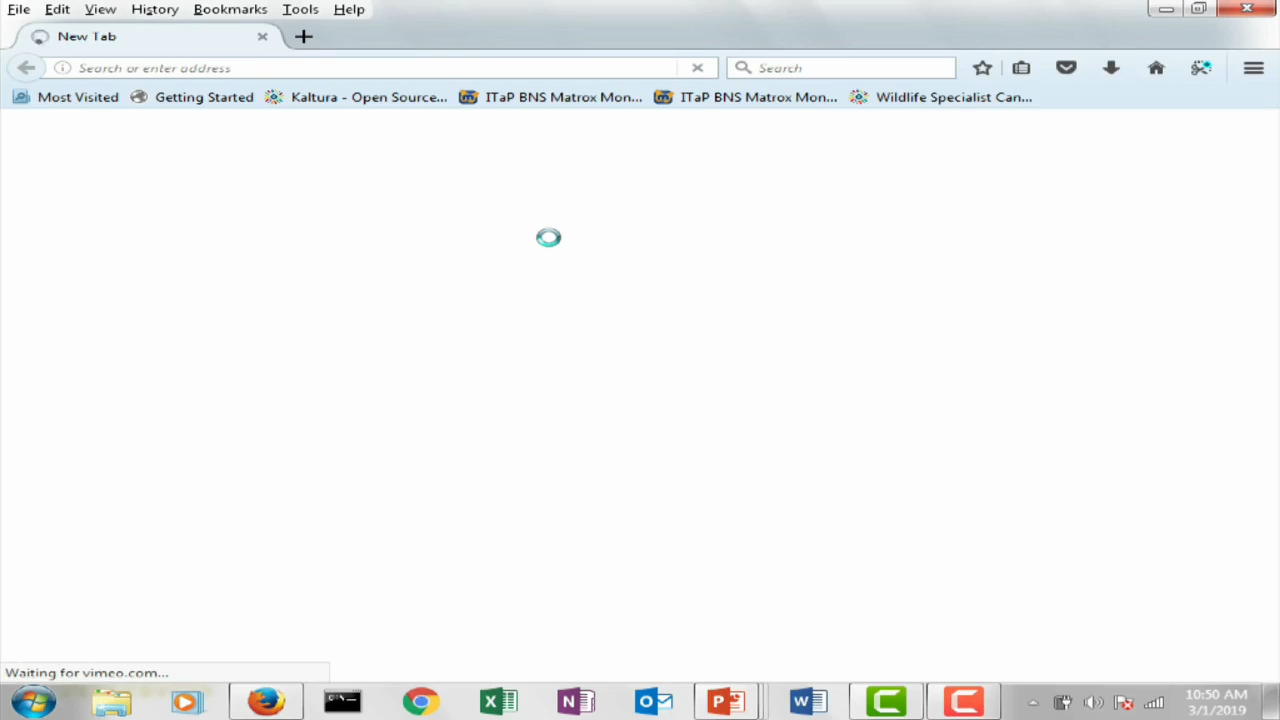 File Edit View History Bookmarks Tools Help
New Tab
Search or enter address
Search
Most Visited Getting Started Kaltura - Open Source... ITaP BNS Matrox Mon... ITaP BNS Matrox Mon... Wildlife Specialist Can...
Waiting for vimeo.com...
10:50 AM
3/1/2019